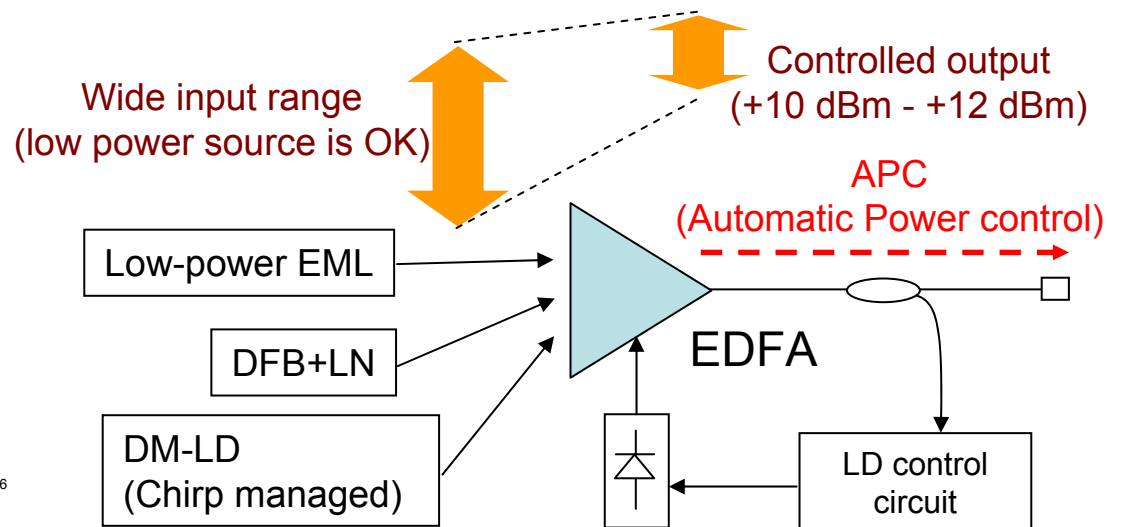 Wide input range
(low power source is OK)
Controlled output
(+10 dBm - +12 dBm)
APC
(Automatic Power control)
Low-power EML
DFB+LN
EDFA
DM-LD
(Chirp managed)
LD control
circuit
6